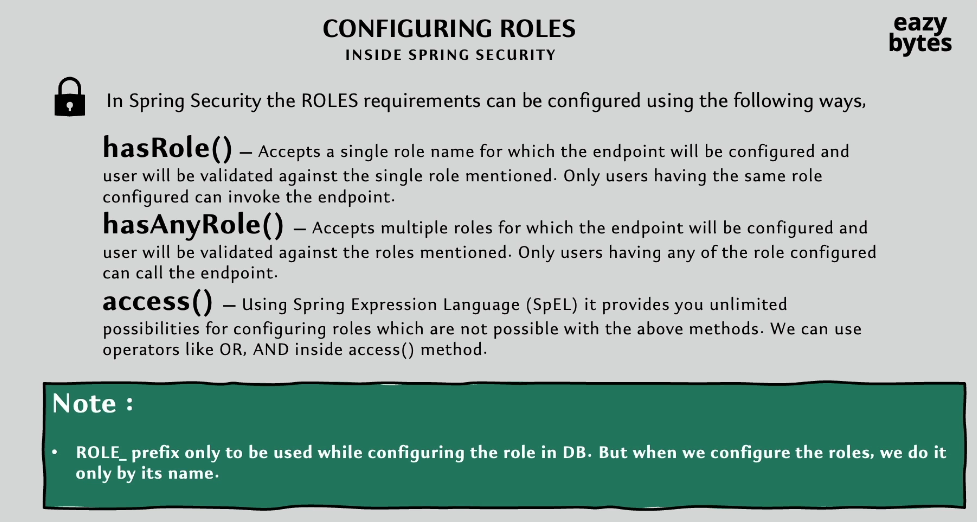 CONFIGURING ROLES
INSIDE SPRING SECURITY
eazy
bytes
In Spring Security the ROLES requirements can be configured using the following ways,
hasRole() – Accepts a single role name for which the endpoint will be configured and
user will be validated against the single role mentioned. Only users having the same role
configured can invoke the endpoint.
hasAnyRole() – Accepts multiple roles for which the endpoint will be configured and
user will be validated against the roles mentioned. Only users having any of the role configured
can call the endpoint.
access() – Using Spring Expression Language (SpEL) it provides you unlimited
possibilities for configuring roles which are not possible with the above methods. We can use
operators like OR, AND inside access() method.
Note :
• ROLE_ prefix only to be used while configuring the role in DB. But when we configure the roles, we do it
only by its name.